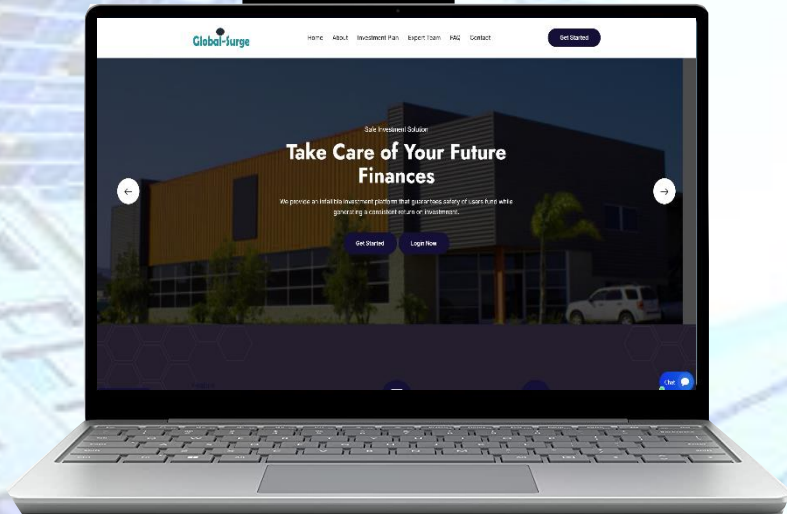 Global-Surge
Home About Investment Plan Expert Team FAQ Contact
Get Started
Safe Investment Solution
Take Care of Your Future
Finances
We provide an infallible investment platform that guarantees safety of users fund while
generating a consistent return on investment.
Get Started Login Now
Chat